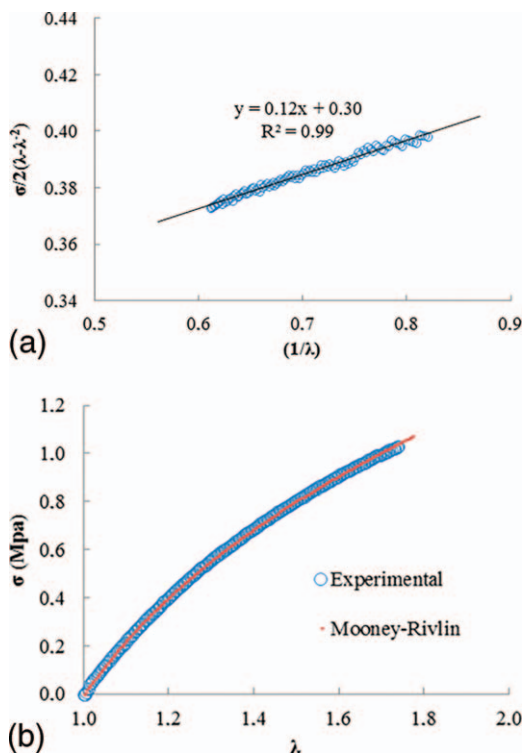 0.44
0.42
0.40
0.38
0.36
0.34
σ/2(λ-λ⁻²)
y = 0.12x + 0.30
R² = 0.99
0.5 0.6 0.7 0.8 0.9
(1/λ)
(a)
1.2
1.0
0.8
0.6
0.4
0.2
0.0
σ (Mpa)
Experimental
Mooney-Rivlin
1.0 1.2 1.4 1.6 1.8 2.0
λ
(b)